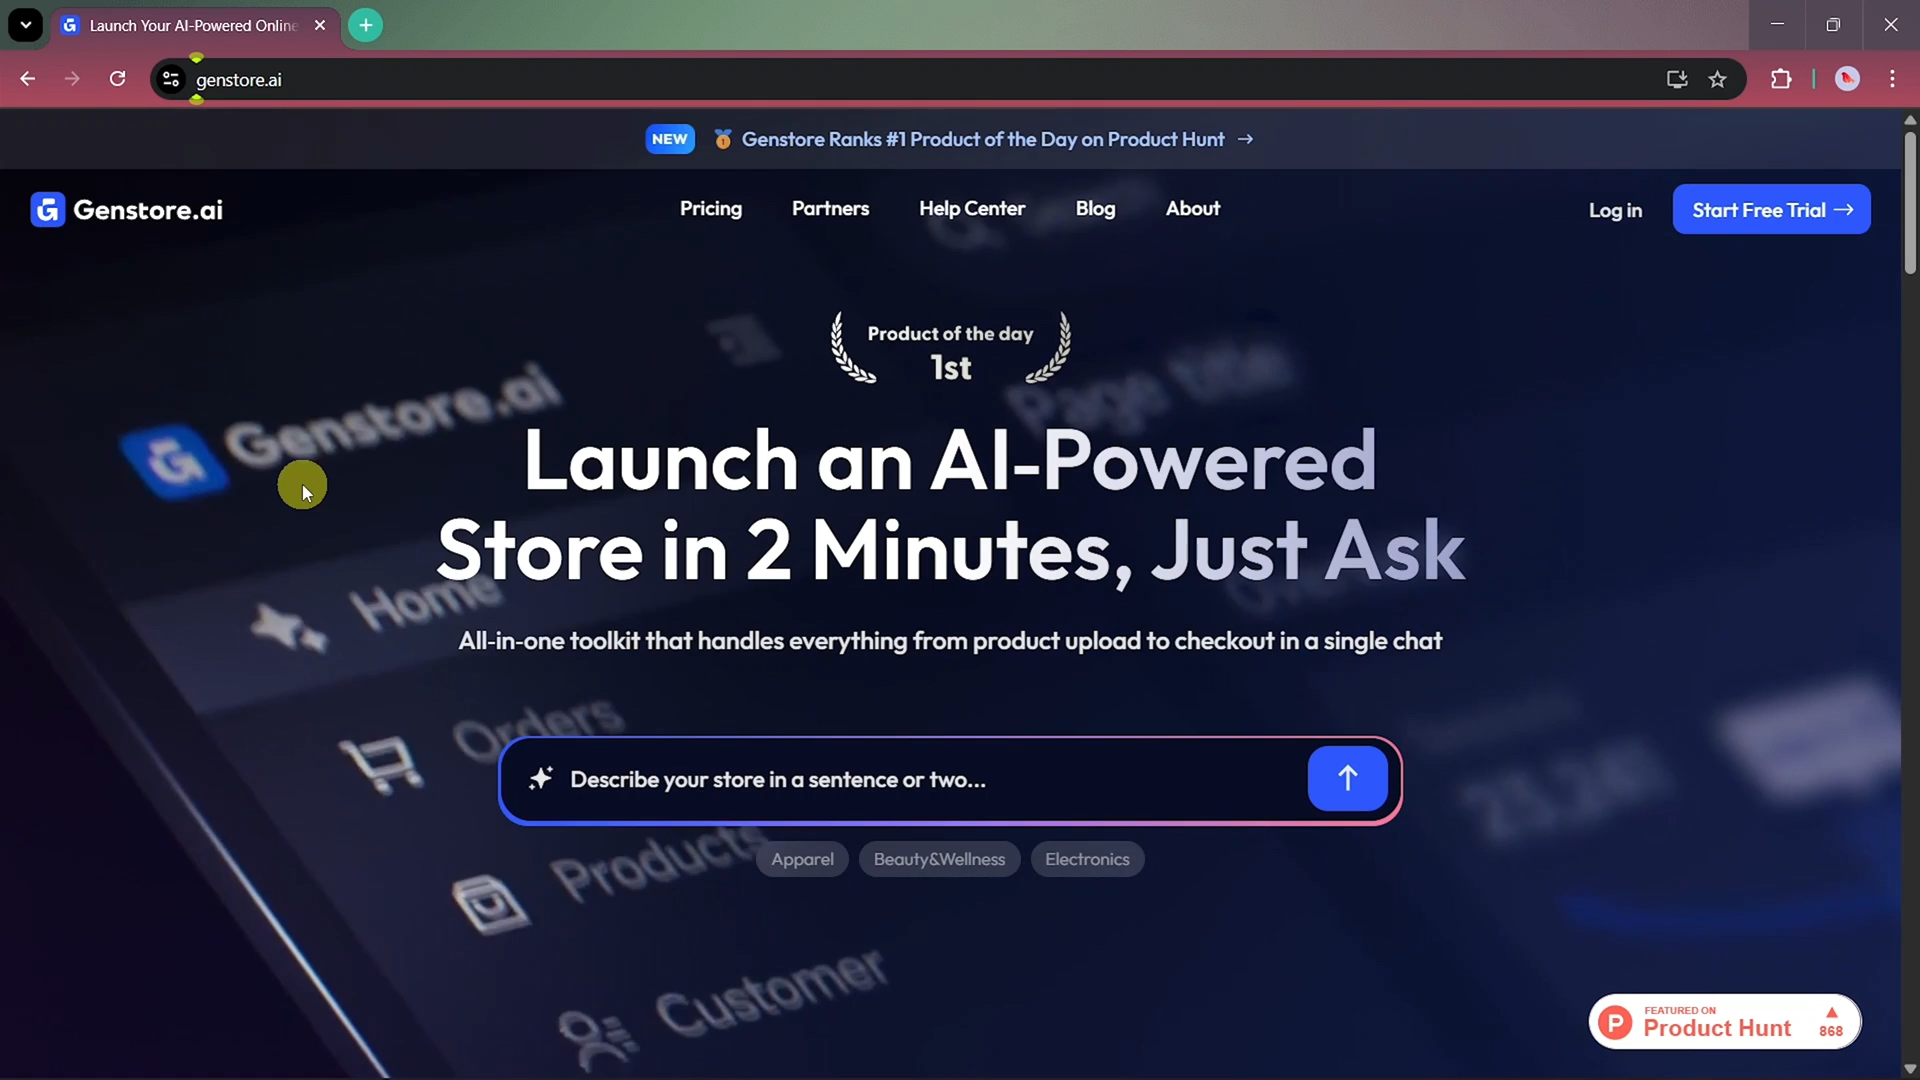 Launch Your AI-Powered Online
genstore.ai
NEW Genstore Ranks #1 Product of the Day on Product Hunt →
Genstore.ai
Pricing
Partners
Help Center
Blog
About
Log in
Start Free Trial →
Product of the day
1st
Page title
Genstore.ai
Launch an AI-Powered
Store in 2 Minutes, Just Ask
Home
All-in-one toolkit that handles everything from product upload to checkout in a single chat
Orders
Describe your store in a sentence or two...
Products
Apparel
Beauty&Wellness
Electronics
Customer
FEATURED ON
Product Hunt
868